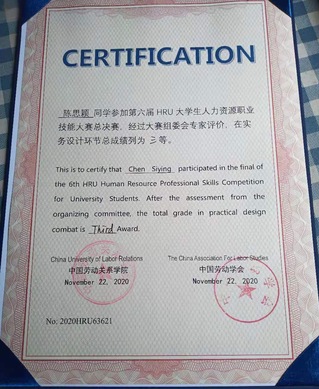 CERTIFICATION
陈思颖 同学参加第六届 HRU 大学生人力资源职业
技能大赛总决赛，经过大赛组委会专家评价，在实
务设计环节总成绩列为 三等。
This is to certify that Chen Siying participated in the final of
the 6th HRU Human Resource Professional Skills Competition
for University Students. After the assessment from the
organizing committee, the total grade in practical design
combat is Third Award.
China University of Labor Relations The China Association For Labor Studies
中国劳动关系学院 中国劳动学会
November 22, 2020 November 22, 2020
No: 2020HRU63621